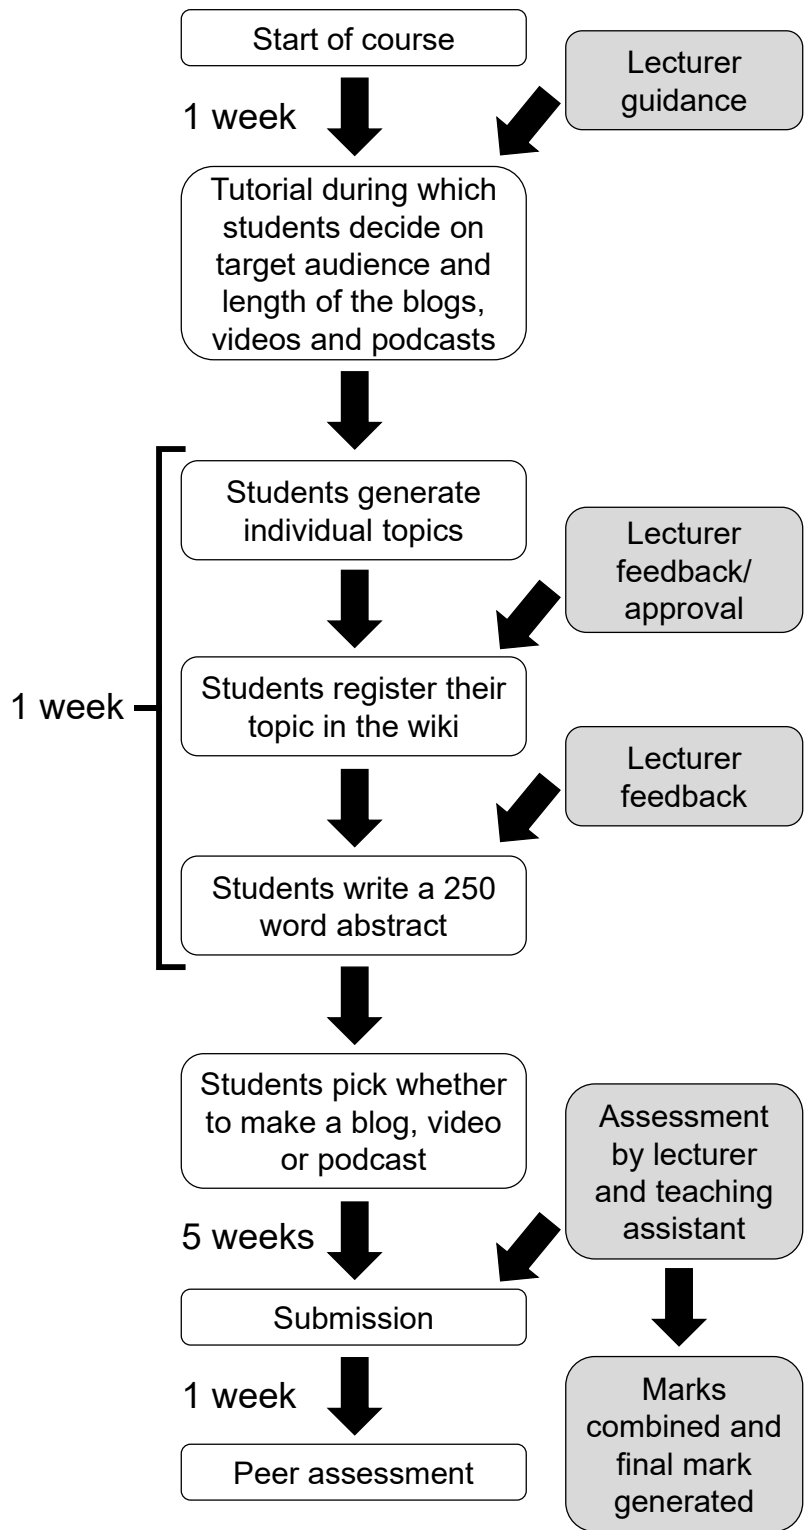 Start of course
Lecturer
guidance
1 week
Tutorial during which
students decide on
target audience and
length of the blogs,
videos and podcasts
Students generate
individual topics
Lecturer
feedback/
approval
1 week
Students register their
topic in the wiki
Lecturer
feedback
Students write a 250
word abstract
Students pick whether
to make a blog, video
or podcast
Assessment
by lecturer
and teaching
assistant
5 weeks
Submission
1 week
Peer assessment
Marks
combined and
final mark
generated